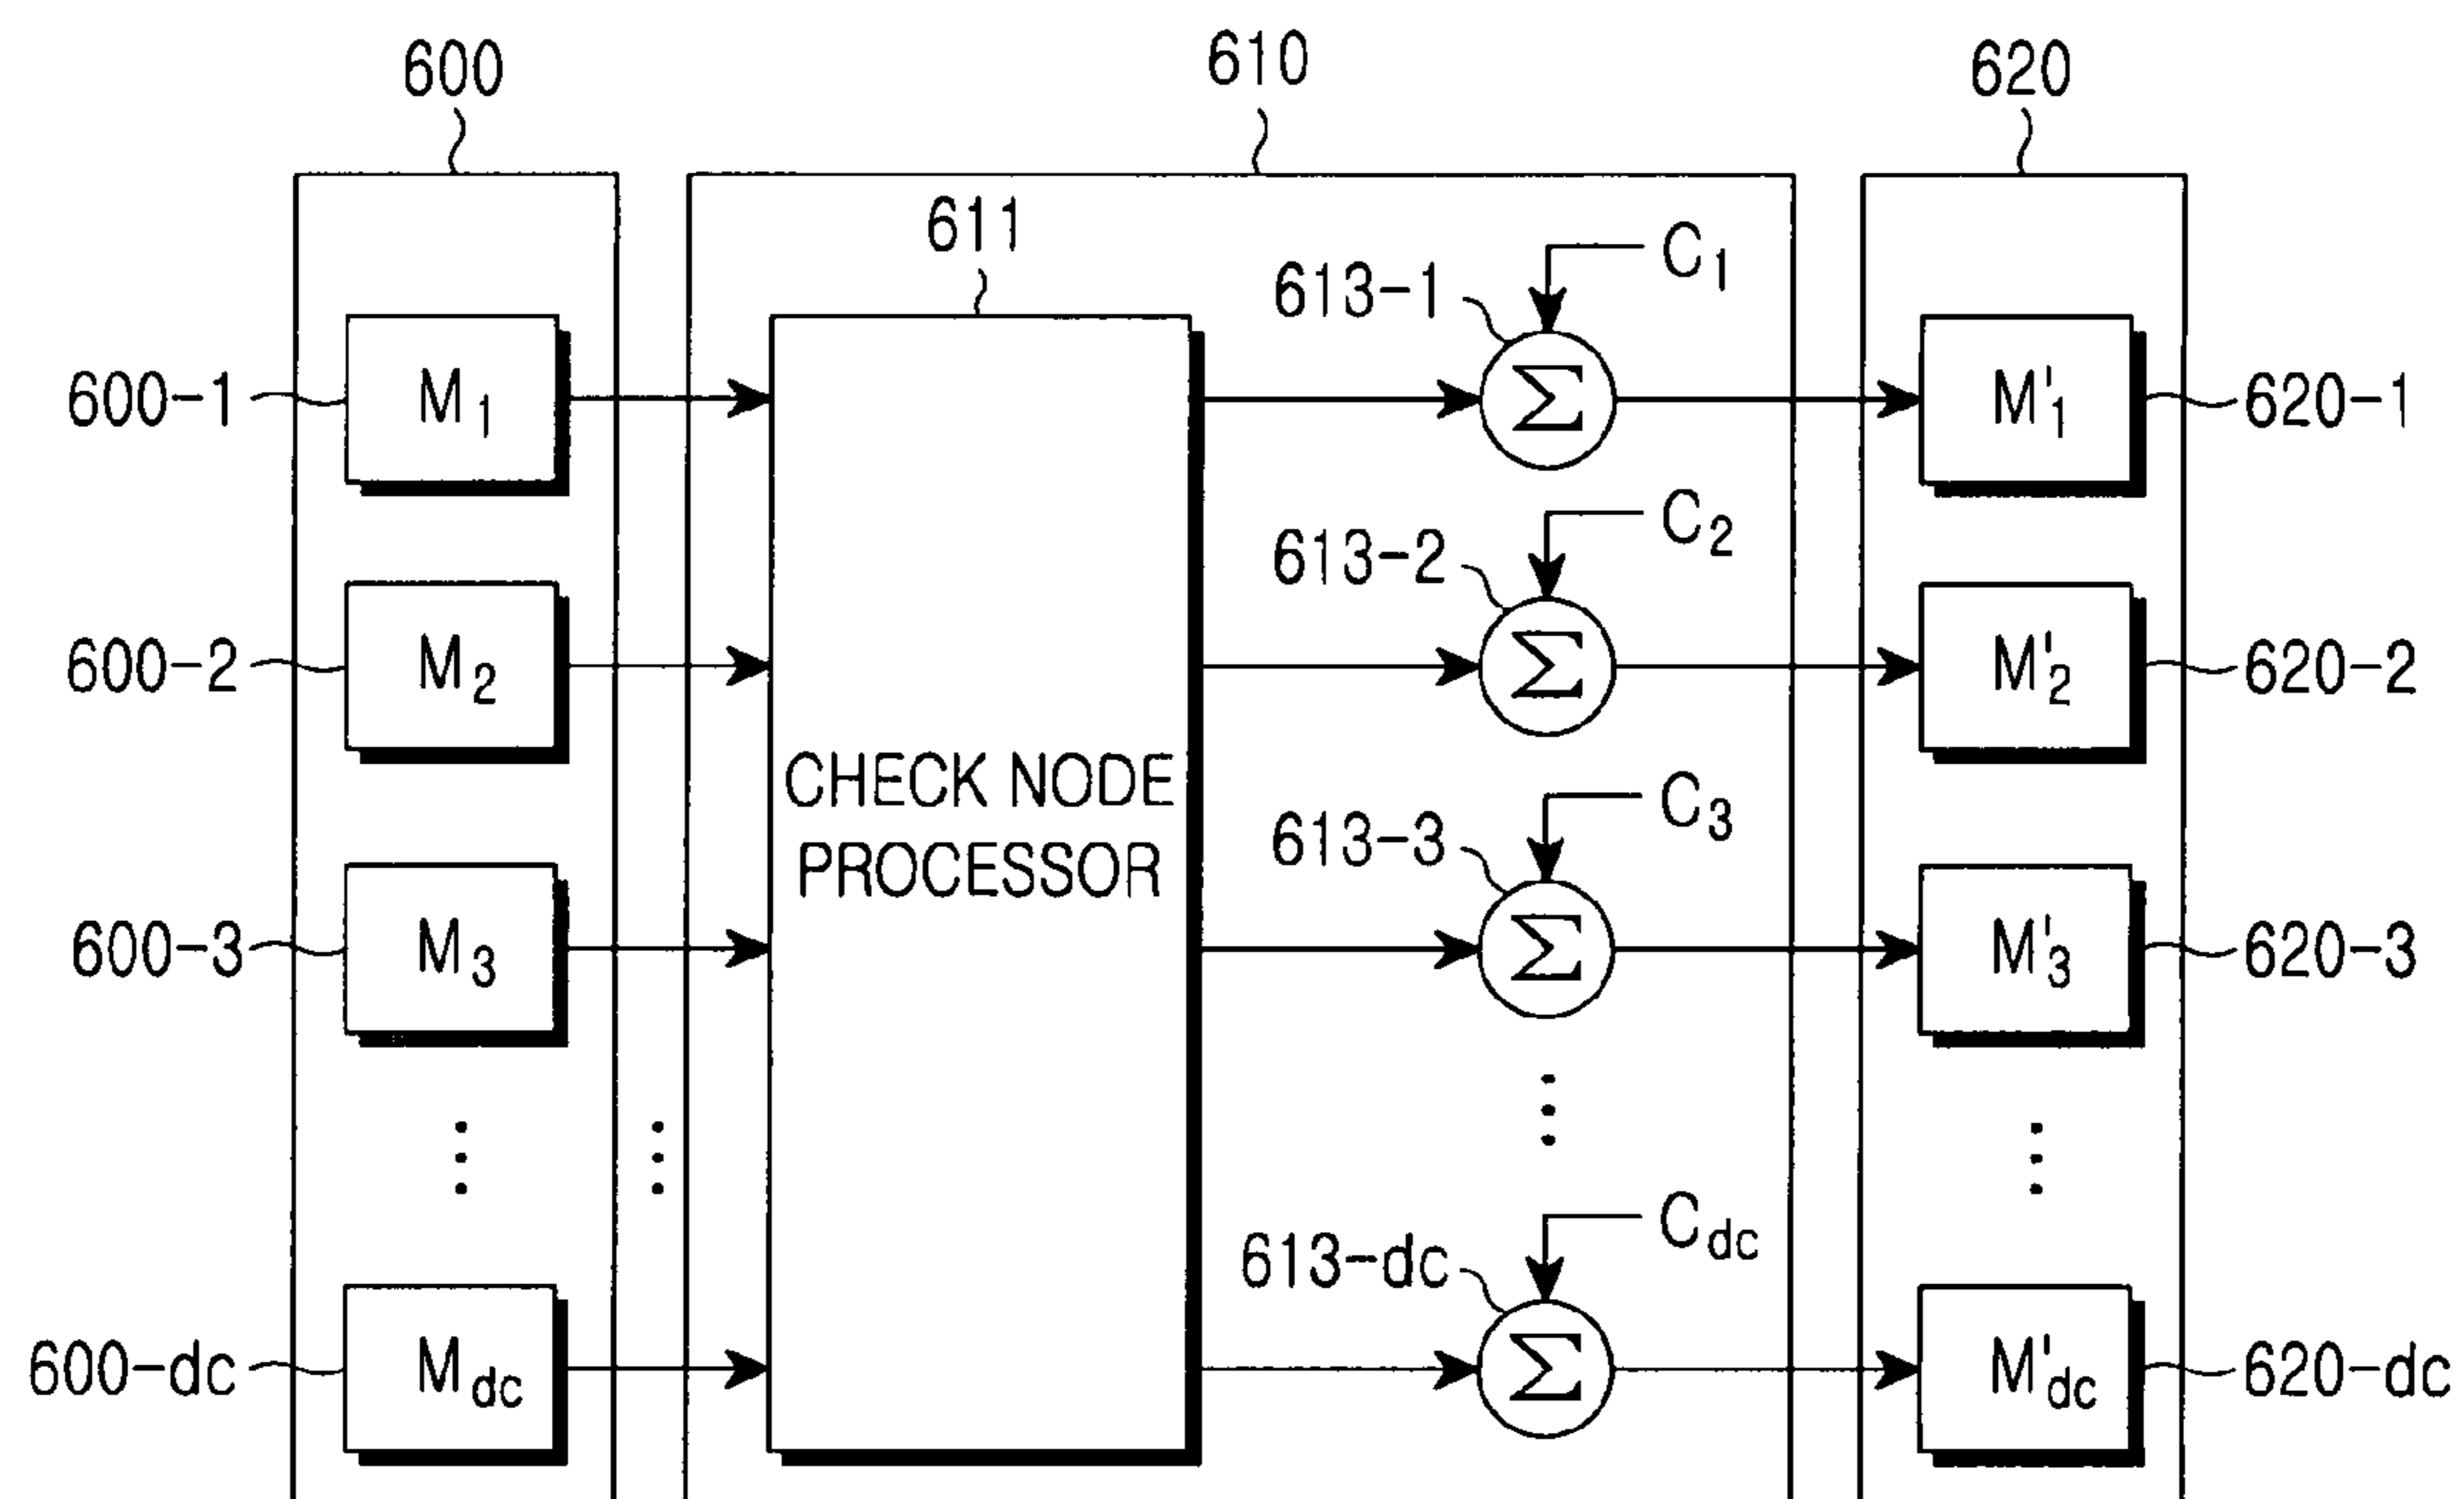 600
610
620
611
C1
613-1
600-1
M1
Σ
M'1
620-1
C2
613-2
600-2
M2
Σ
M'2
620-2
CHECK NODE
PROCESSOR
C3
613-3
600-3
M3
Σ
M'3
620-3
Cdc
613-dc
600-dc
Mdc
Σ
M'dc
620-dc